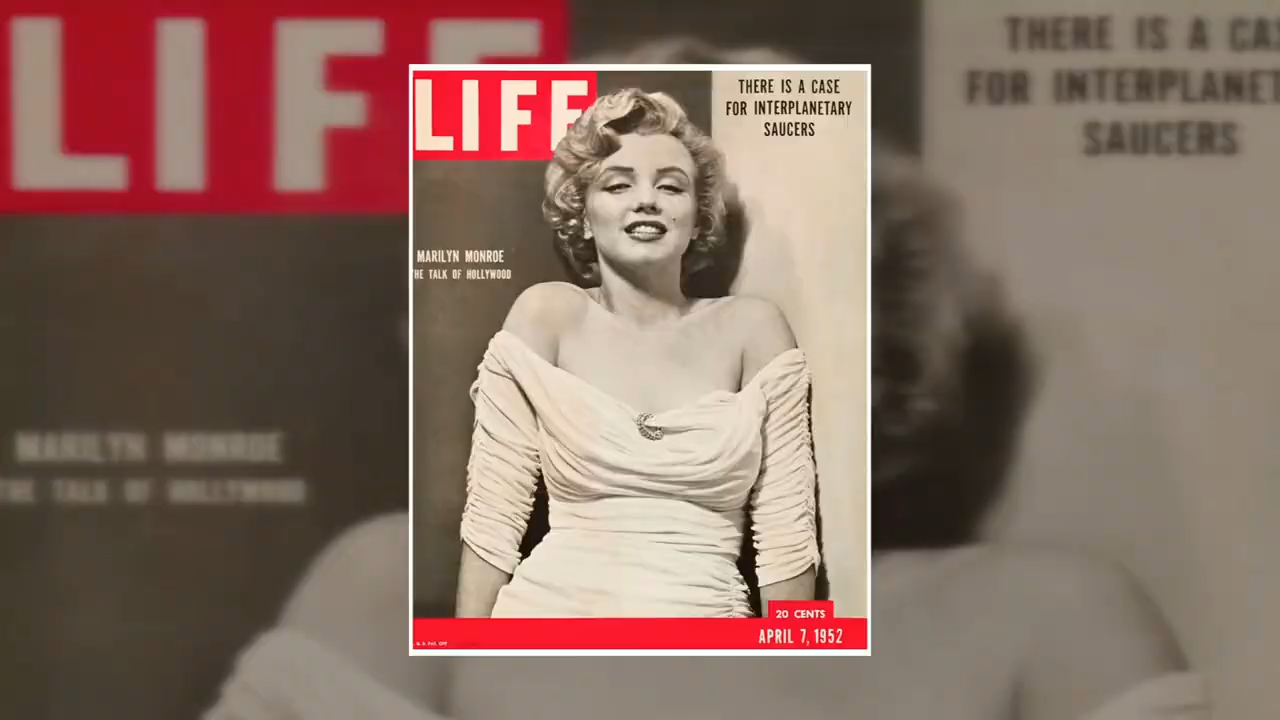 LIFE
THERE IS A CASE
FOR INTERPLANETARY
SAUCERS
MARILYN MONROE
THE TALK OF HOLLYWOOD
20 CENTS
APRIL 7, 1952